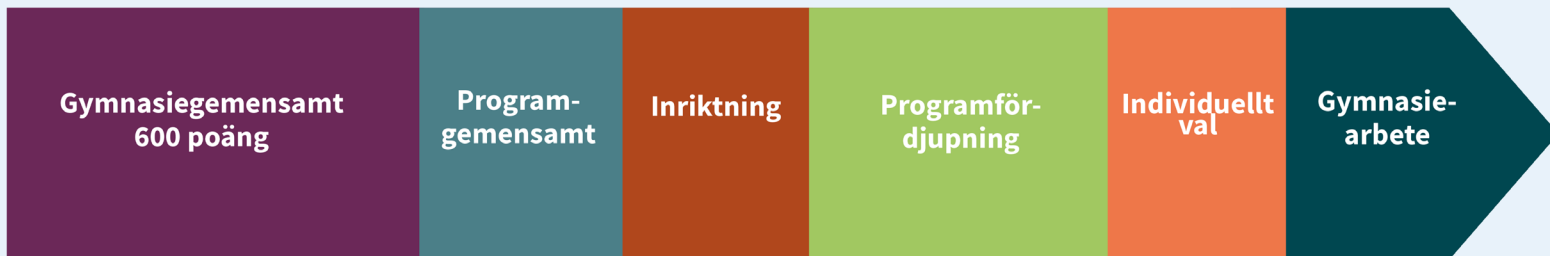 Gymnasiegemensamt
600 poäng
Program-
gemensamt
Inriktning
Programför-
djupning
Individuellt
val
Gymnasie-
arbete